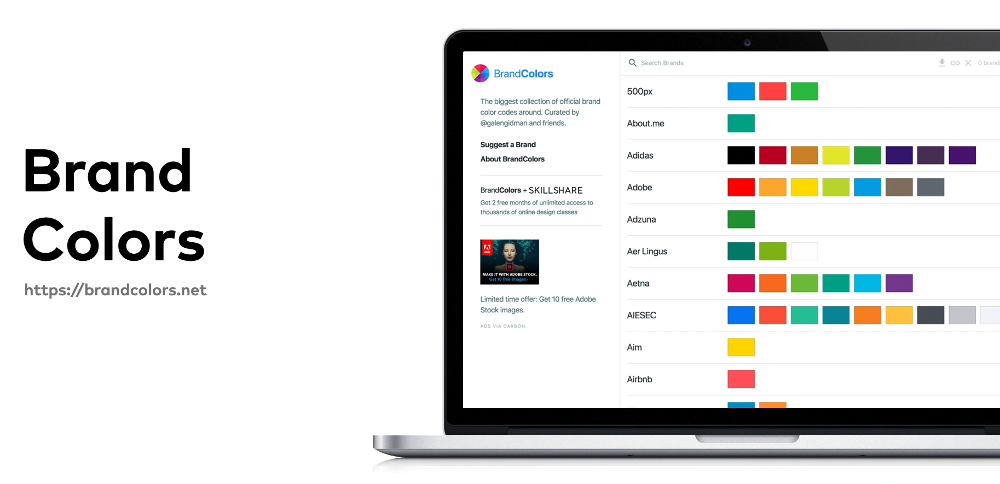 Brand
Colors
https://brandcolors.net
BrandColors
The biggest collection of official brand
color codes around. Curated by
@galengidman and friends.
Suggest a Brand
About BrandColors
BrandColors + SKILLSHARE
Get 2 free months of unlimited access to
thousands of online design classes
Adobe
St
MAKE IT WITH ADOBE STOCK.
Get 10 free images ›
Limited time offer: Get 10 free Adobe
Stock images.
ADS VIA CARBON
Search Brands
0 brand
500px
About.me
Adidas
Adobe
Adzuna
Aer Lingus
Aetna
AIESEC
Aim
Airbnb